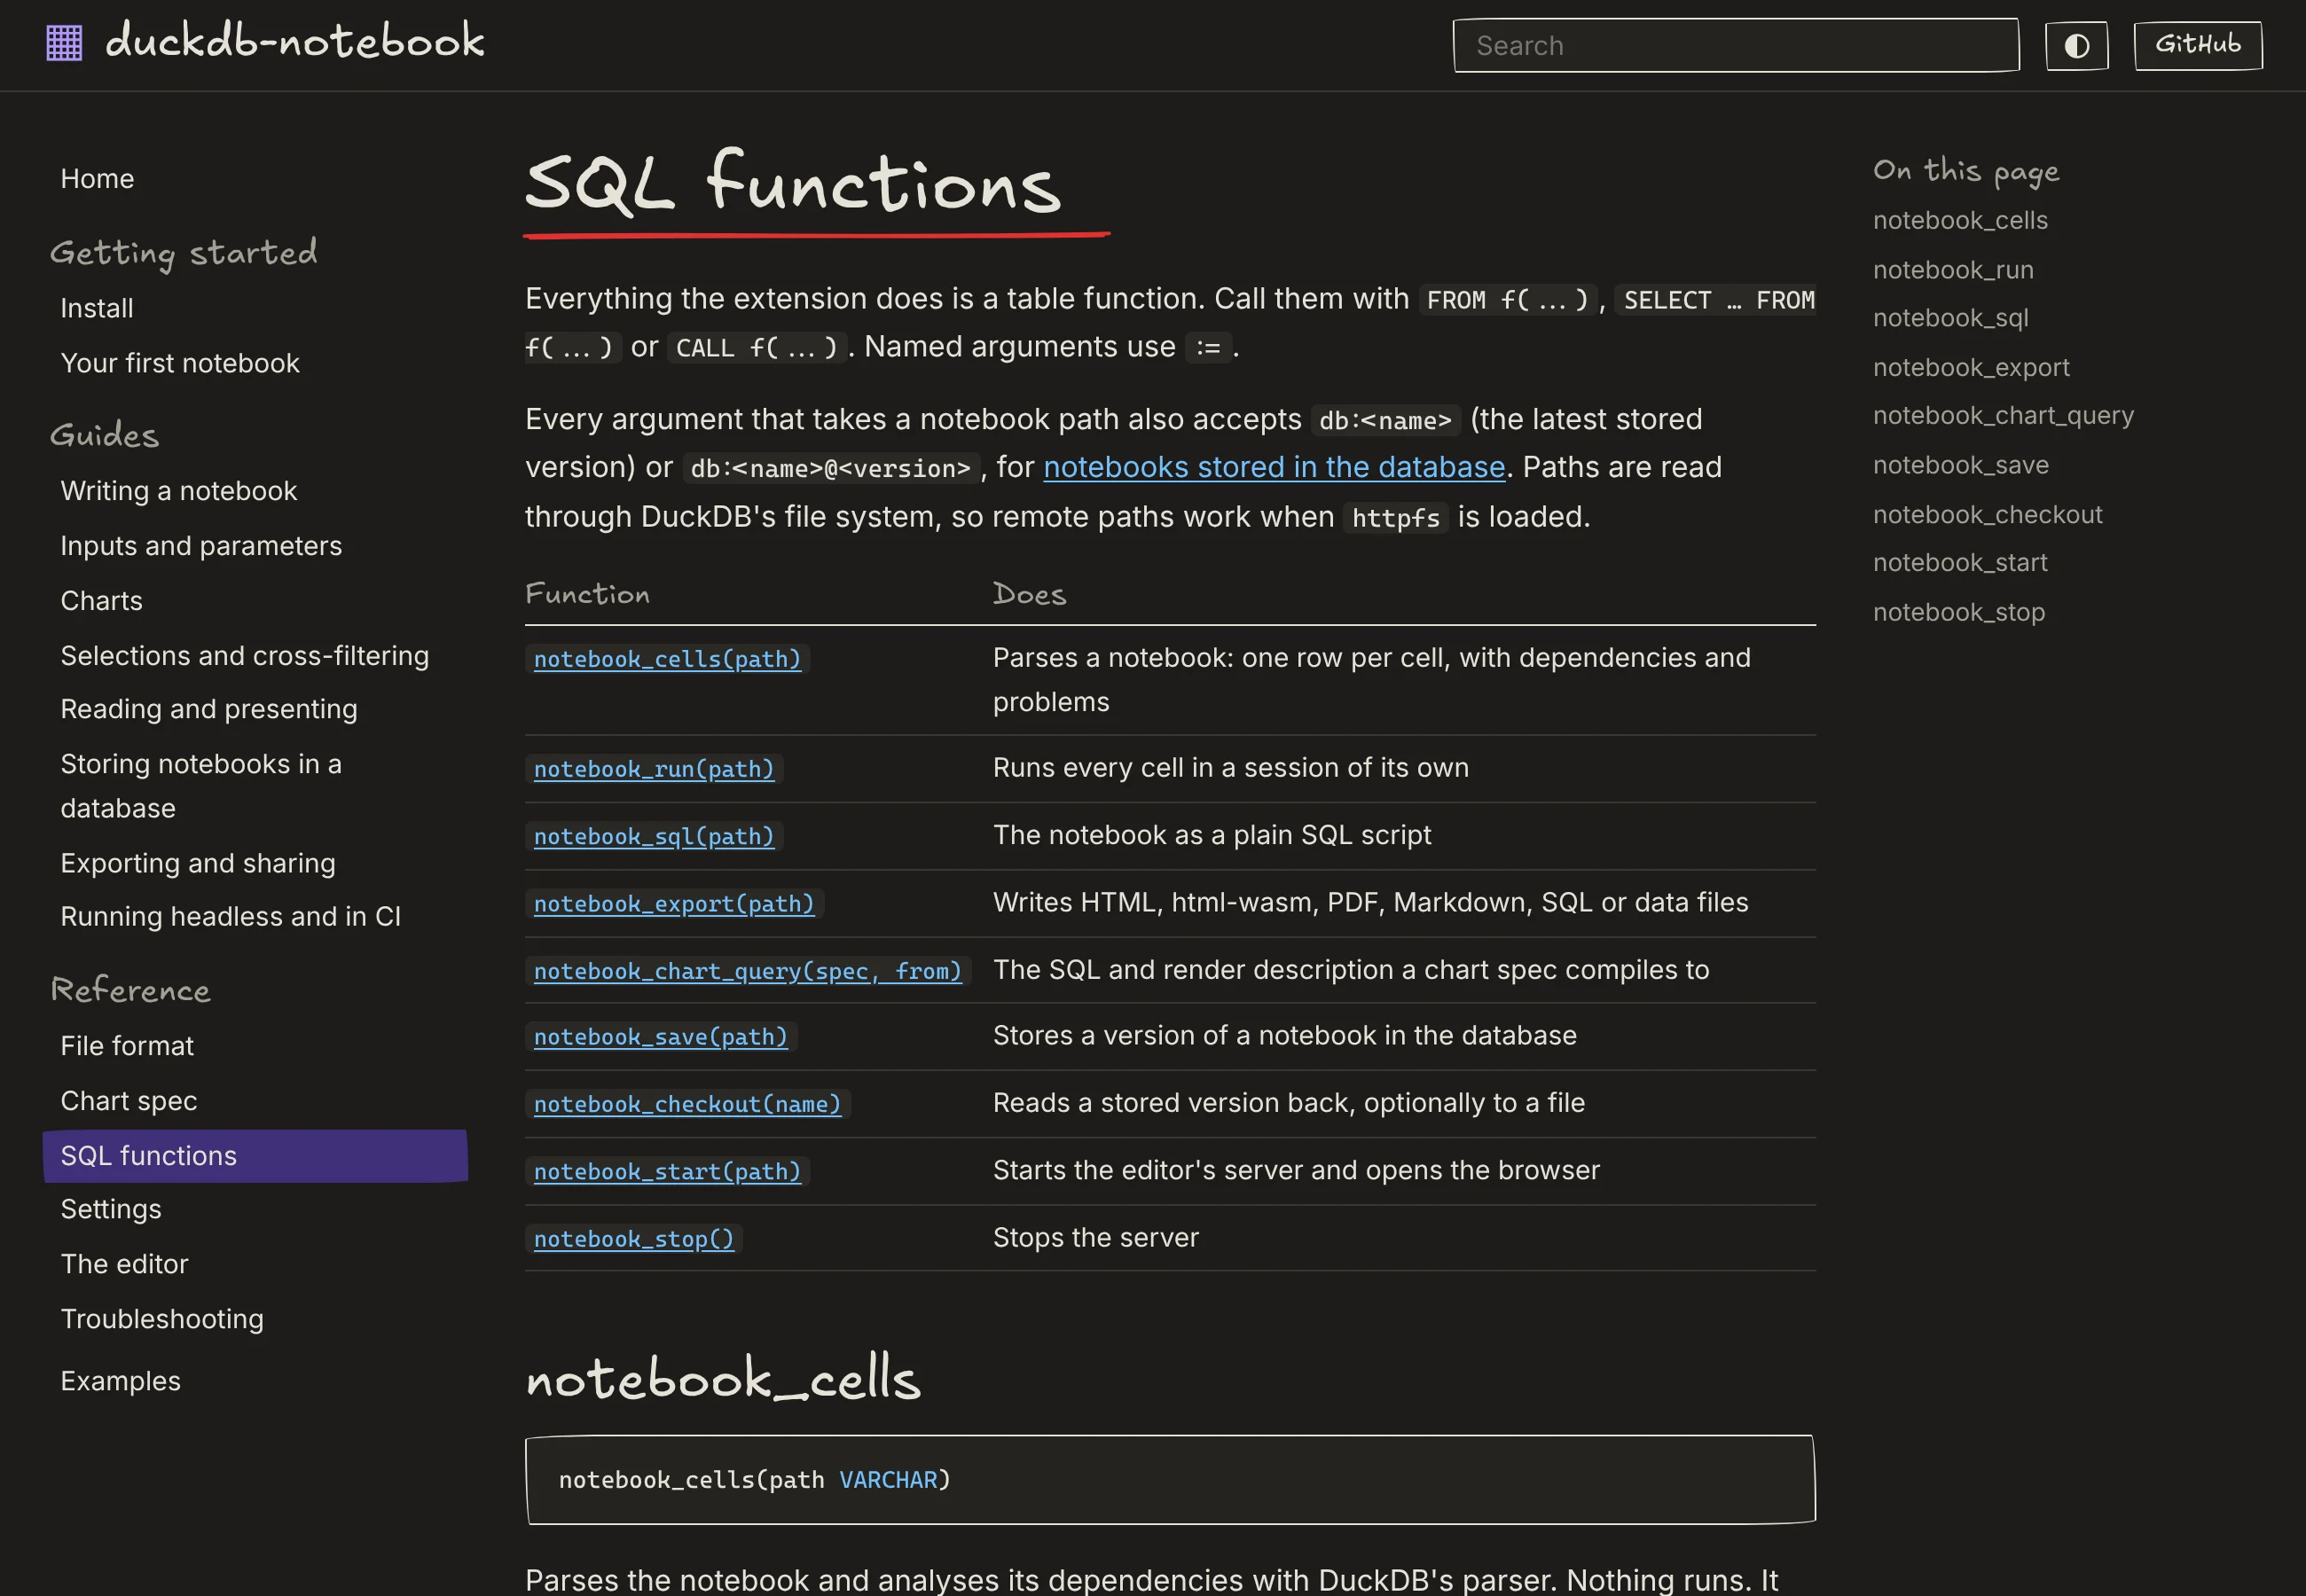 duckdb-notebook
Search
GitHub
Home
Getting started
Install
Your first notebook
Guides
Writing a notebook
Inputs and parameters
Charts
Selections and cross-filtering
Reading and presenting
Storing notebooks in a
database
Exporting and sharing
Running headless and in CI
Reference
File format
Chart spec
SQL functions
Settings
The editor
Troubleshooting
Examples
SQL functions
Everything the extension does is a table function. Call them with FROM f(...), SELECT … FROM
f(...) or CALL f(...). Named arguments use :=.
Every argument that takes a notebook path also accepts db:<name> (the latest stored
version) or db:<name>@<version>, for notebooks stored in the database. Paths are read
through DuckDB's file system, so remote paths work when httpfs is loaded.
Function Does
notebook_cells(path) Parses a notebook: one row per cell, with dependencies and
problems
notebook_run(path) Runs every cell in a session of its own
notebook_sql(path) The notebook as a plain SQL script
notebook_export(path) Writes HTML, html-wasm, PDF, Markdown, SQL or data files
notebook_chart_query(spec, from) The SQL and render description a chart spec compiles to
notebook_save(path) Stores a version of a notebook in the database
notebook_checkout(name) Reads a stored version back, optionally to a file
notebook_start(path) Starts the editor's server and opens the browser
notebook_stop() Stops the server
notebook_cells
notebook_cells(path VARCHAR)
Parses the notebook and analyses its dependencies with DuckDB's parser. Nothing runs. It
On this page
notebook_cells
notebook_run
notebook_sql
notebook_export
notebook_chart_query
notebook_save
notebook_checkout
notebook_start
notebook_stop